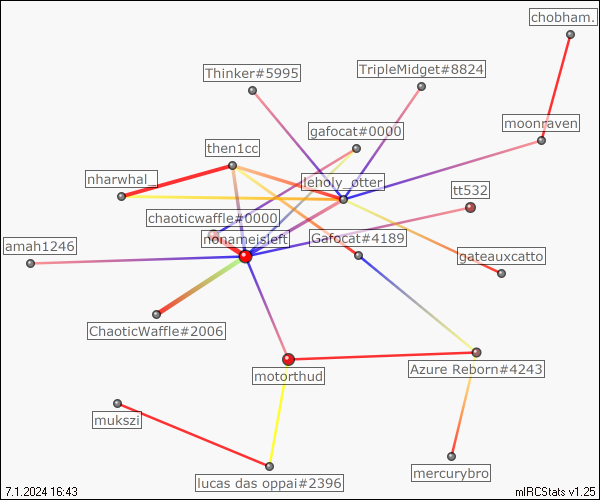 chobham.
Thinker#5995
TripleMidget#8824
gafocat#0000
moonraven
then1cc
nharwhal_
leholy_otter
tt532
chaoticwaffle#0000
nonameisleft
Gafocat#4189
amah1246
gateauxcatto
ChaoticWaffle#2006
motorthud
Azure Reborn#4243
mukszi
mercurybro
lucas das oppai#2396
7.1.2024 16:43
mIRCStats v1.25